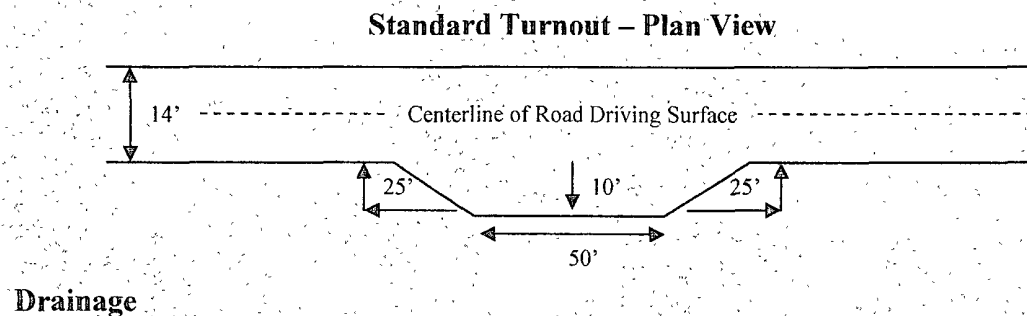 Standard Turnout – Plan View
14’
Centerline of Road Driving Surface
25’
10’
25’
50’
Drainage